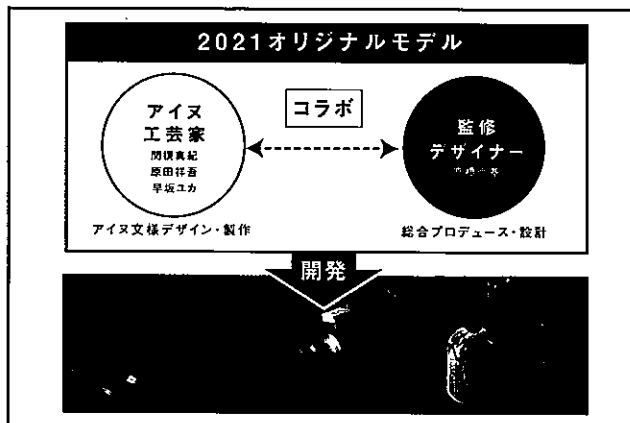 2021オリジナルモデル
アイヌ
工芸家
関根真紀
原田祥吾
早坂ユカ
コラボ
監修
デザイナー
アイヌ文様デザイン・製作
総合プロデュース・設計
開発